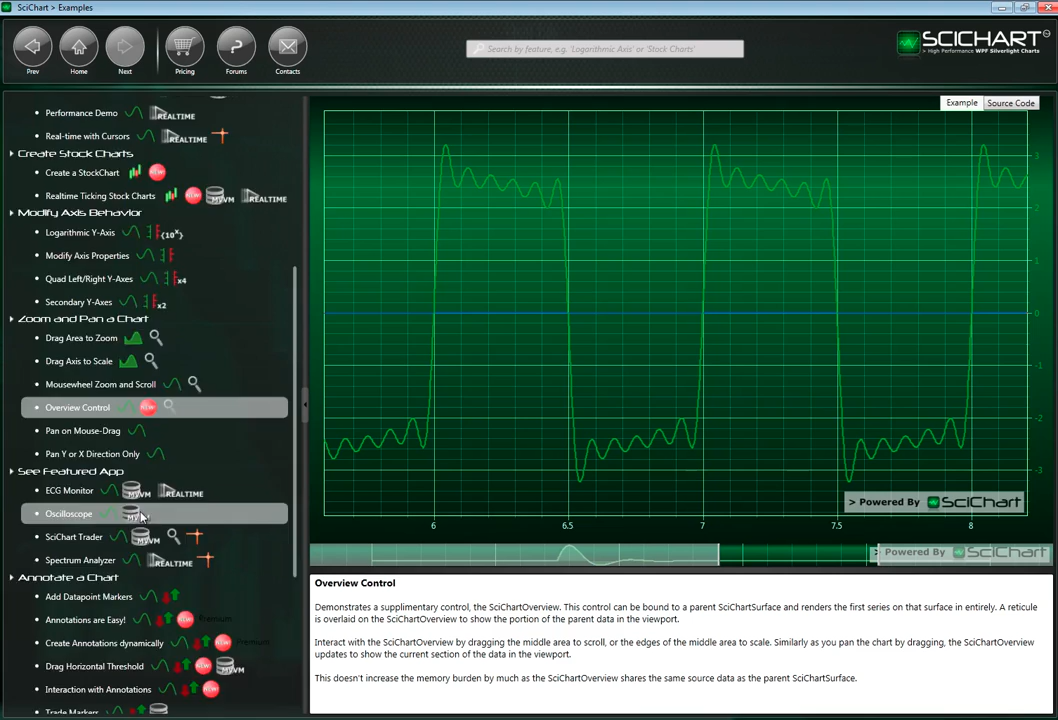 SciChart > Examples
Prev
Home
Next
Pricing
Forums
Contacts
Search by feature, e.g. 'Logarithmic Axis' or 'Stock Charts'
SCICHART
> High Performance WPF Silverlight Charts
Example
Source Code
Performance Demo
REALTIME
Real-time with Cursors
REALTIME
Create Stock Charts
Create a StockChart
NEW!
Realtime Ticking Stock Charts
NEW!
MVVM
REALTIME
Modify Axis Behavior
Logarithmic Y-Axis
{10ˣ}
Modify Axis Properties
Quad Left/Right Y-Axes
x4
Secondary Y-Axes
x2
Zoom and Pan a Chart
Drag Area to Zoom
Drag Axis to Scale
Mousewheel Zoom and Scroll
Overview Control
NEW!
Pan on Mouse-Drag
Pan Y or X Direction Only
See Featured App
ECG Monitor
MVVM
REALTIME
Oscilloscope
SciChart Trader
MVVM
Spectrum Analyzer
REALTIME
Annotate a Chart
Add Datapoint Markers
Annotations are Easy!
NEW!
Premium
Create Annotations dynamically
NEW!
Premium
Drag Horizontal Threshold
NEW!
MVVM
Interaction with Annotations
NEW!
Trade Markers
3
2
1
0
-1
-2
-3
> Powered By SciChart
6
6.5
7
7.5
8
> Powered By SciChart
Overview Control
Demonstrates a supplimentary control, the SciChartOverview. This control can be bound to a parent SciChartSurface and renders the first series on that surface in entirely. A reticule
is overlaid on the SciChartOverview to show the portion of the parent data in the viewport.
Interact with the SciChartOverview by dragging the middle area to scroll, or the edges of the middle area to scale. Similarly as you pan the chart by dragging, the SciChartOverview
updates to show the current section of the data in the viewport.
This doesn't increase the memory burden by much as the SciChartOverview shares the same source data as the parent SciChartSurface.